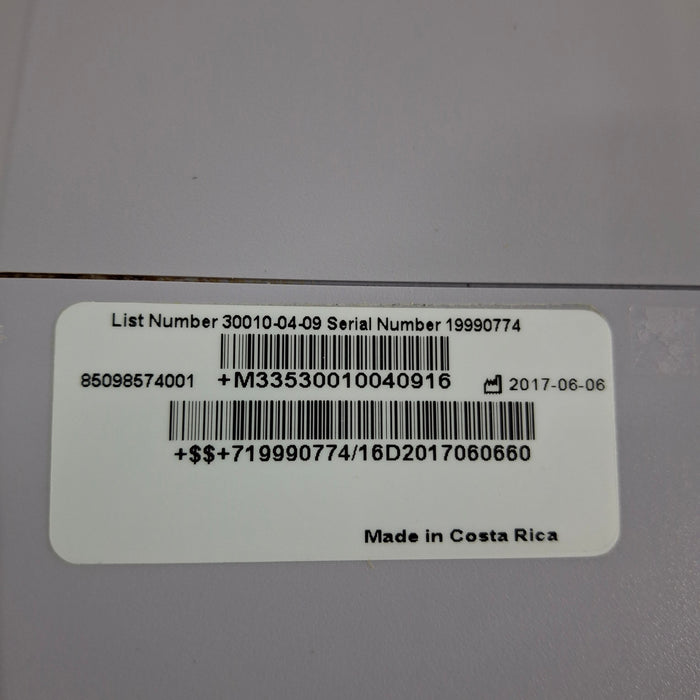 List Number 30010-04-09 Serial Number 19990774
85098574001 +M33530010040916 2017-06-06
+$$+719990774/16D2017060660
Made in Costa Rica